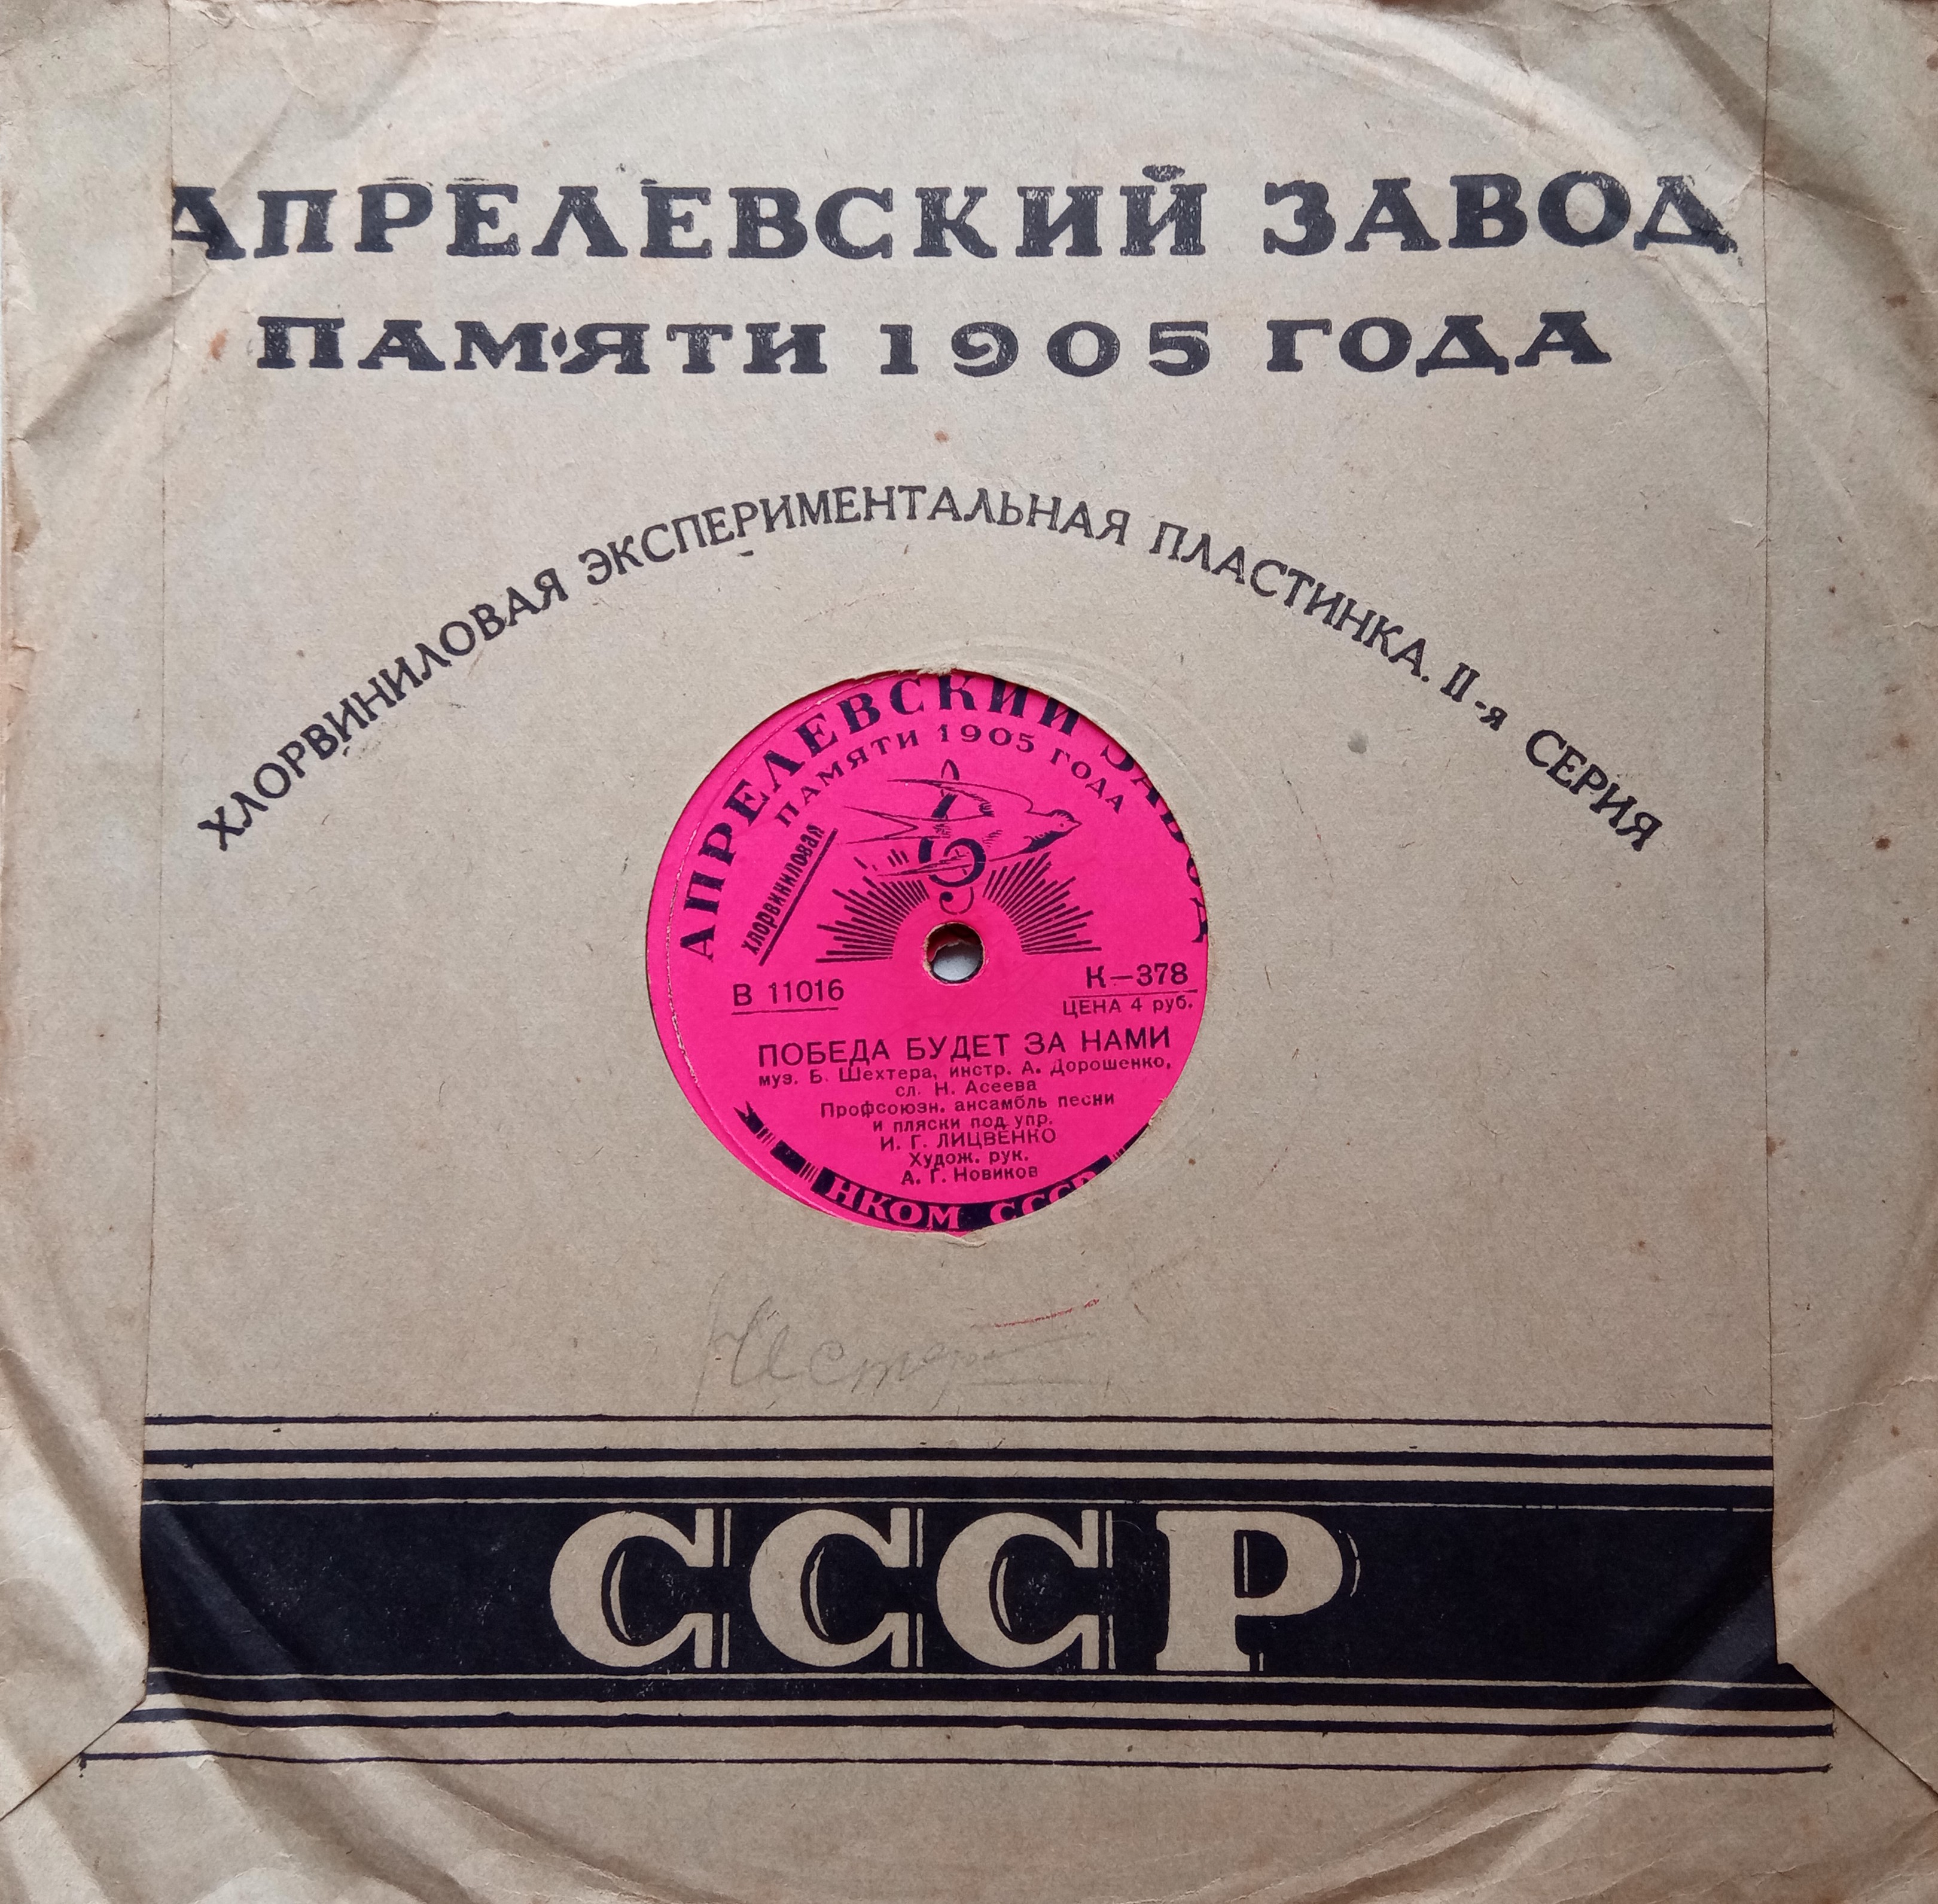 АПРЕЛЕВСКИЙ ЗАВОД
ПАМЯТИ 1905 ГОДА
ХЛОРВИНИЛОВАЯ ЭКСПЕРИМЕНТАЛЬНАЯ ПЛАСТИНКА. II-я СЕРИЯ
АПРЕЛЕВСКИЙ ЗАВОД
ПАМЯТИ 1905 ГОДА
хлорвиниловая
В 11016
К-378
ЦЕНА 4 руб.
ПОБЕДА БУДЕТ ЗА НАМИ
муз. Б. Шехтера, инстр. А. Дорошенко,
сл. Н. Асеева
Профсоюзн. ансамбль песни
и пляски под упр.
И. Г. ЛИЦВЕНКО
Худож. рук.
А. Г. Новиков
НКОМ СССР
СССР